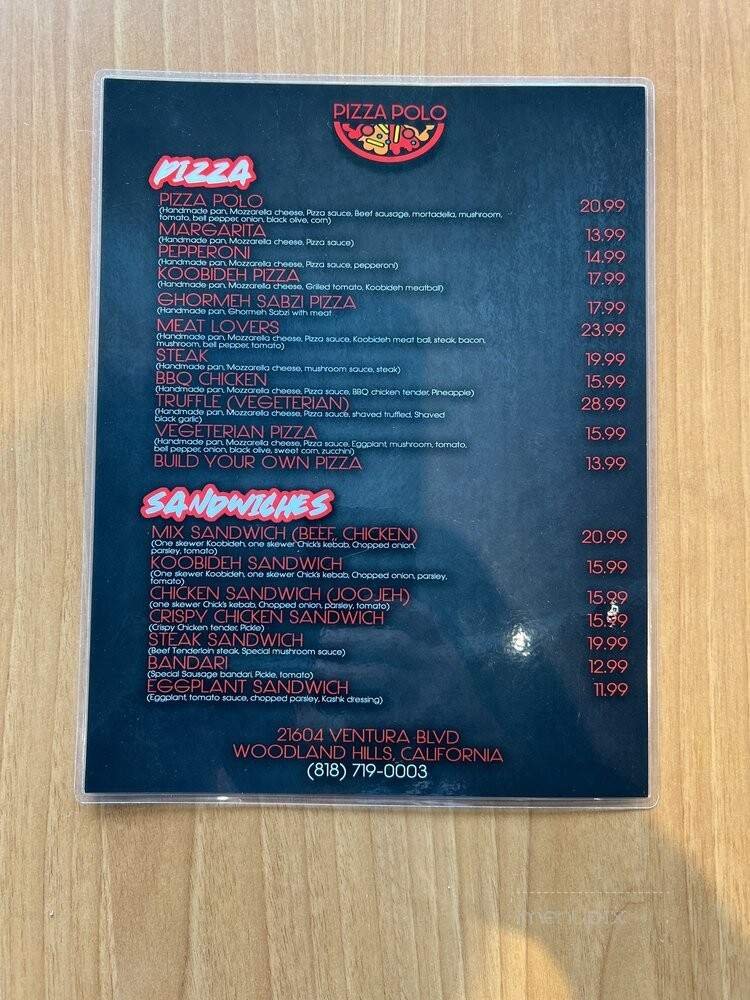 PIZZA POLO
PIZZA
PIZZA POLO 20.99
(Handmade pan, Mozzarella cheese, Pizza sauce, Beef sausage, mortadella, mushroom,
tomato, bell pepper, onion, black olive, corn)
MARGARITA 13.99
(Handmade pan, Mozzarella cheese, Pizza sauce)
PEPPERONI 14.99
(Handmade pan, Mozzarella cheese, Pizza sauce, pepperoni)
KOOBIDEH PIZZA 17.99
(Handmade pan, Mozzarella cheese, Grilled tomato, Koobideh meatball)
GHORMEH SABZI PIZZA 17.99
(Handmade pan, Ghormeh Sabzi with meat
MEAT LOVERS 23.99
(Handmade pan, Mozzarella cheese, Pizza sauce, Koobideh meat ball, steak, bacon,
mushroom, bell pepper, tomato)
STEAK 19.99
(Handmade pan, Mozzarella cheese, mushroom sauce, steak)
BBQ CHICKEN 15.99
(Handmade pan, Mozzarella cheese, Pizza sauce, BBQ chicken tender, Pineapple)
TRUFFLE (VEGETERIAN) 28.99
(Handmade pan, Mozzarella cheese, Pizza sauce, shaved truffled, Shaved
black garlic)
VEGETERIAN PIZZA 15.99
(Handmade pan, Mozzarella cheese, Pizza sauce, Eggplant, mushroom, tomato,
bell pepper, onion, black alive, sweet corn, zucchini)
BUILD YOUR OWN PIZZA 13.99
SANDWICHES
MIX SANDWICH (BEEF, CHICKEN) 20.99
(One skewer Koobideh, one skewer Chick's kebab, Chopped onion,
parsley, tomato)
KOOBIDEH SANDWICH 15.99
(One skewer Koobideh, one skewer Chick's kebab, Chopped onion, parsley,
tomato)
CHICKEN SANDWICH (JOOJEH) 15.99
(one skewer Chick's kebab, Chopped onion, parsley, tomato)
CRISPY CHICKEN SANDWICH 15.99
(Crispy Chicken tender, Pickle)
STEAK SANDWICH 19.99
(Beef Tenderloin steak, Special mushroom sauce)
BANDARI 12.99
(Special Sausage bandari, Pickle, tomato)
EGGPLANT SANDWICH 11.99
(Eggplant, tomato sauce, chopped parsley, Kashk dressing)
21604 VENTURA BLVD
WOODLAND HILLS, CALIFORNIA
(818) 719-0003
menupix